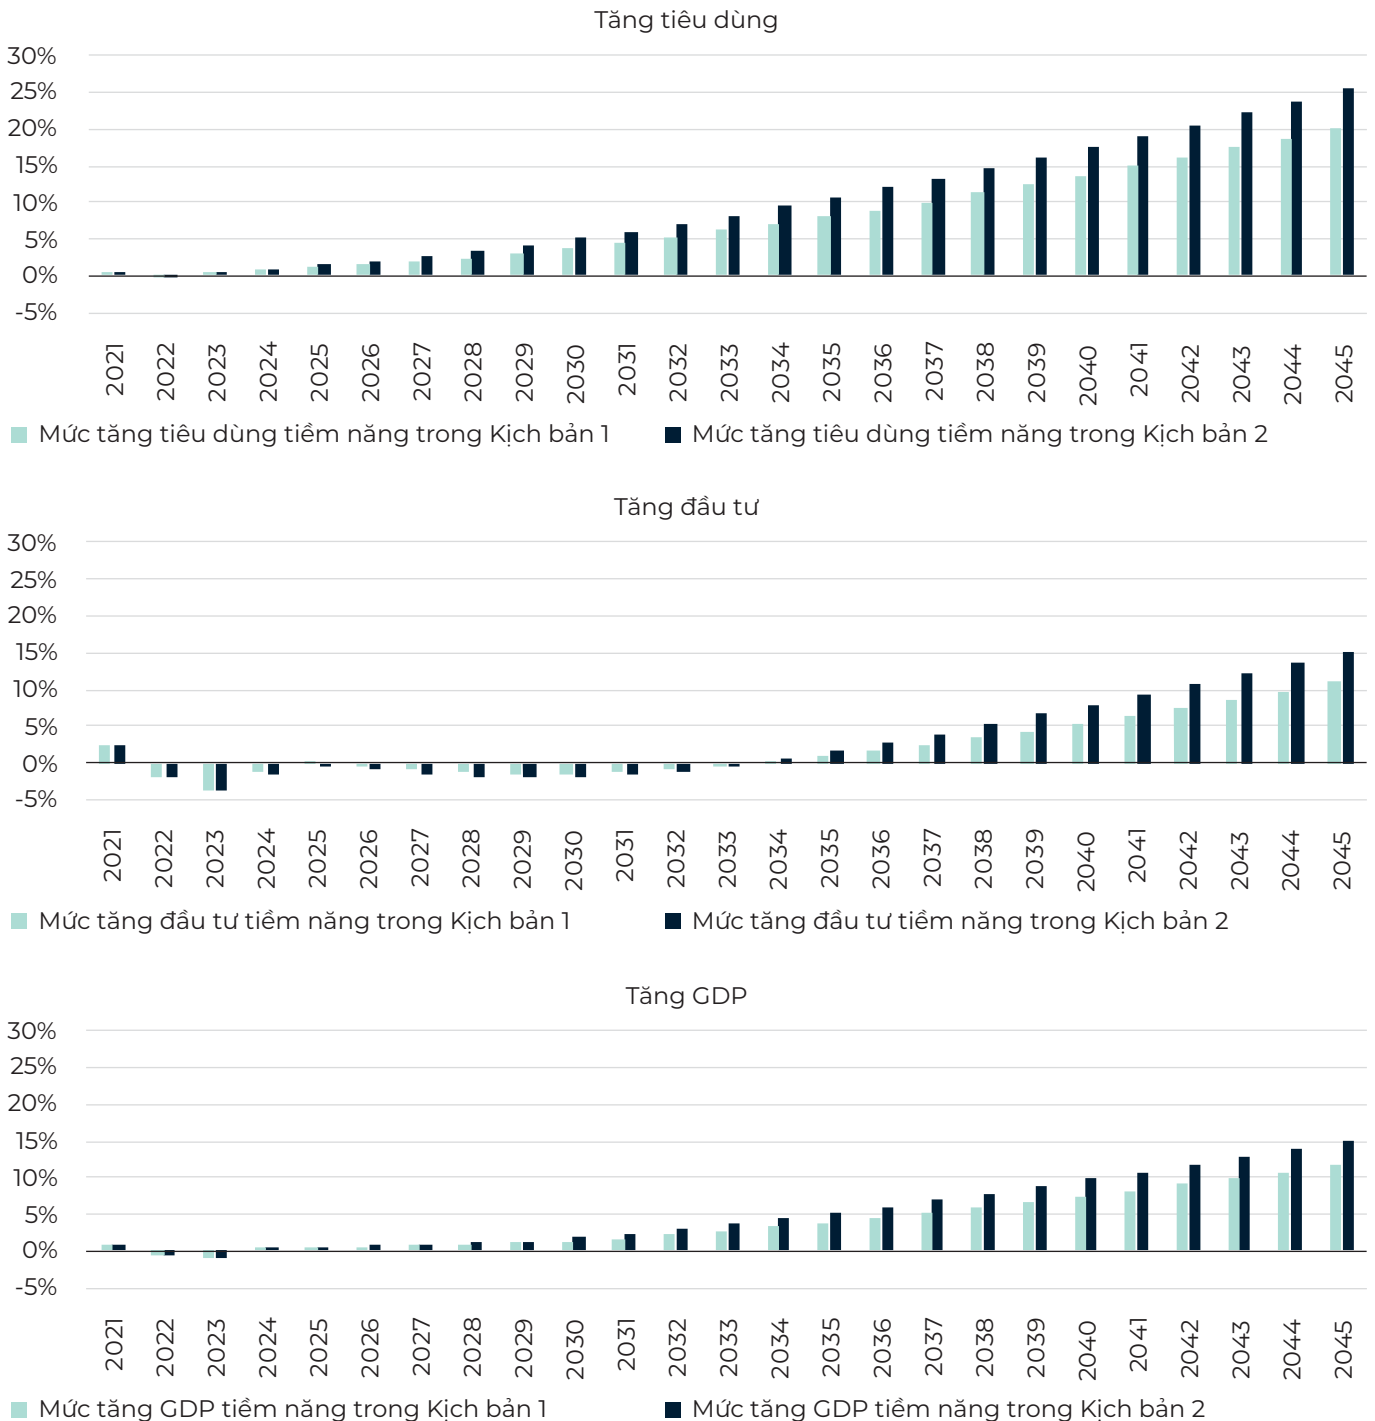 Tăng tiêu dùng
30%
25%
20%
15%
10%
5%
0%
-5%
2021 2022 2023 2024 2025 2026 2027 2028 2029 2030 2031 2032 2033 2034 2035 2036 2037 2038 2039 2040 2041 2042 2043 2044 2045
Mức tăng tiêu dùng tiềm năng trong Kịch bản 1 Mức tăng tiêu dùng tiềm năng trong Kịch bản 2
Tăng đầu tư
30%
25%
20%
15%
10%
5%
0%
-5%
2021 2022 2023 2024 2025 2026 2027 2028 2029 2030 2031 2032 2033 2034 2035 2036 2037 2038 2039 2040 2041 2042 2043 2044 2045
Mức tăng đầu tư tiềm năng trong Kịch bản 1 Mức tăng đầu tư tiềm năng trong Kịch bản 2
Tăng GDP
30%
25%
20%
15%
10%
5%
0%
-5%
2021 2022 2023 2024 2025 2026 2027 2028 2029 2030 2031 2032 2033 2034 2035 2036 2037 2038 2039 2040 2041 2042 2043 2044 2045
Mức tăng GDP tiềm năng trong Kịch bản 1 Mức tăng GDP tiềm năng trong Kịch bản 2